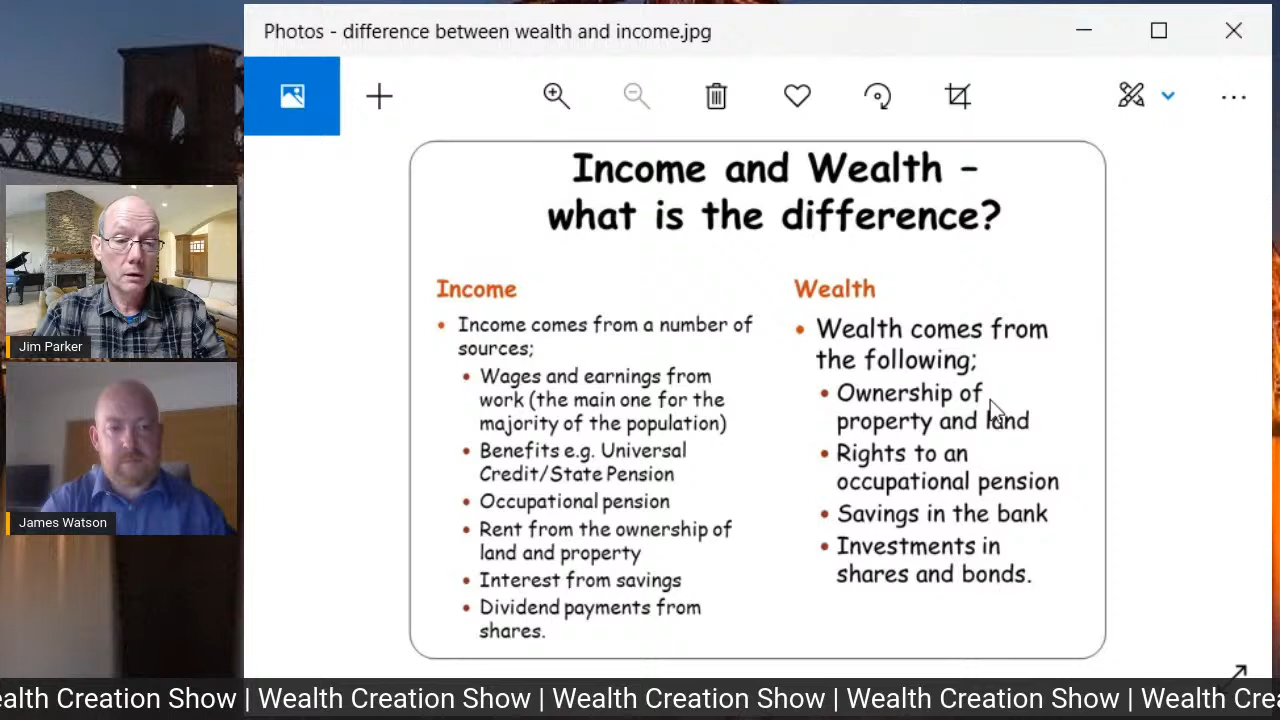 Photos - difference between wealth and income.jpg
Income and Wealth –
what is the difference?
Income
• Income comes from a number of
sources;
• Wages and earnings from
work (the main one for the
majority of the population)
• Benefits e.g. Universal
Credit/State Pension
• Occupational pension
• Rent from the ownership of
land and property
• Interest from savings
• Dividend payments from
shares.
Wealth
• Wealth comes from
the following;
• Ownership of
property and land
• Rights to an
occupational pension
• Savings in the bank
• Investments in
shares and bonds.
Jim Parker
James Watson
ealth Creation Show | Wealth Creation Show | Wealth Creation Show | Wealth Creation Show | Wealth Crea